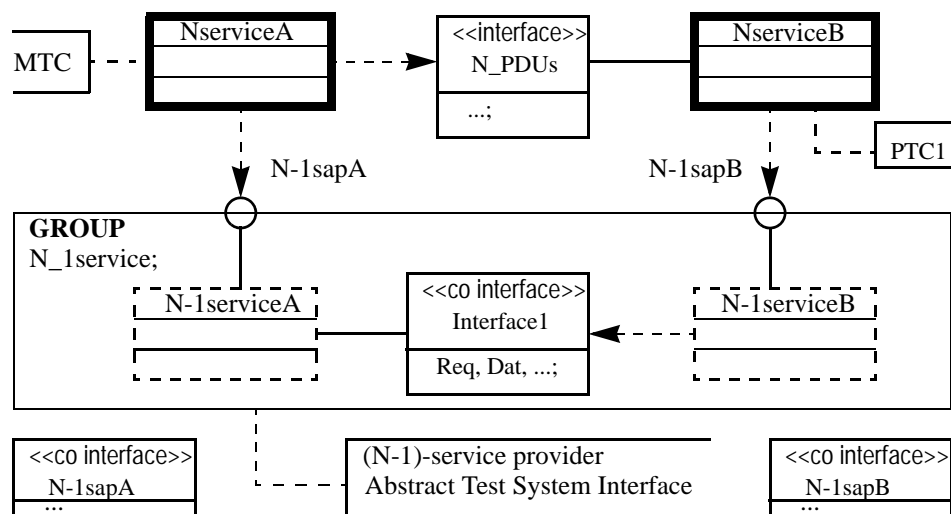 NserviceA
<<interface>>
N_PDUs
...;
NserviceB
MTC
PTC1
N-1sapA
N-1sapB
GROUP
N_1service;
N-1serviceA
<<co interface>>
Interface1
Req, Dat, ...;
N-1serviceB
<<co interface>>
N-1sapA
...
(N-1)-service provider
Abstract Test System Interface
<<co interface>>
N-1sapB
...